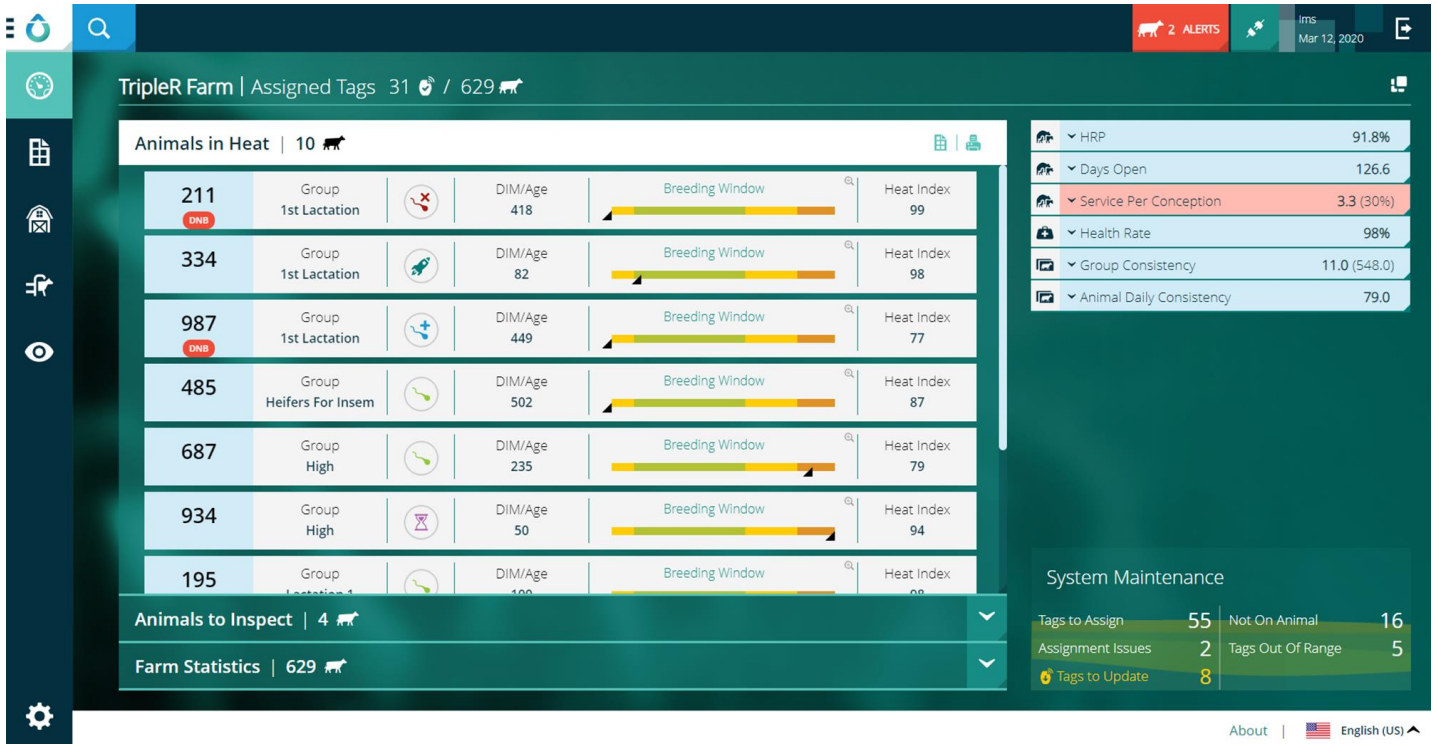 2 ALERTS
lms
Mar 12, 2020
TripleR Farm | Assigned Tags 31 / 629
Animals in Heat | 10
211
DNB
Group
1st Lactation
DIM/Age
418
Breeding Window
Heat Index
99
334
Group
1st Lactation
DIM/Age
82
Breeding Window
Heat Index
98
987
DNB
Group
1st Lactation
DIM/Age
449
Breeding Window
Heat Index
77
485
Group
Heifers For Insem
DIM/Age
502
Breeding Window
Heat Index
87
687
Group
High
DIM/Age
235
Breeding Window
Heat Index
79
934
Group
High
DIM/Age
50
Breeding Window
Heat Index
94
195
Group
Lactation 1
DIM/Age
Breeding Window
Heat Index
Animals to Inspect | 4
Farm Statistics | 629
HRP 91.8%
Days Open 126.6
Service Per Conception 3.3 (30%)
Health Rate 98%
Group Consistency 11.0 (548.0)
Animal Daily Consistency 79.0
System Maintenance
Tags to Assign 55
Not On Animal 16
Assignment Issues 2
Tags Out Of Range 5
Tags to Update 8
About | English (US)